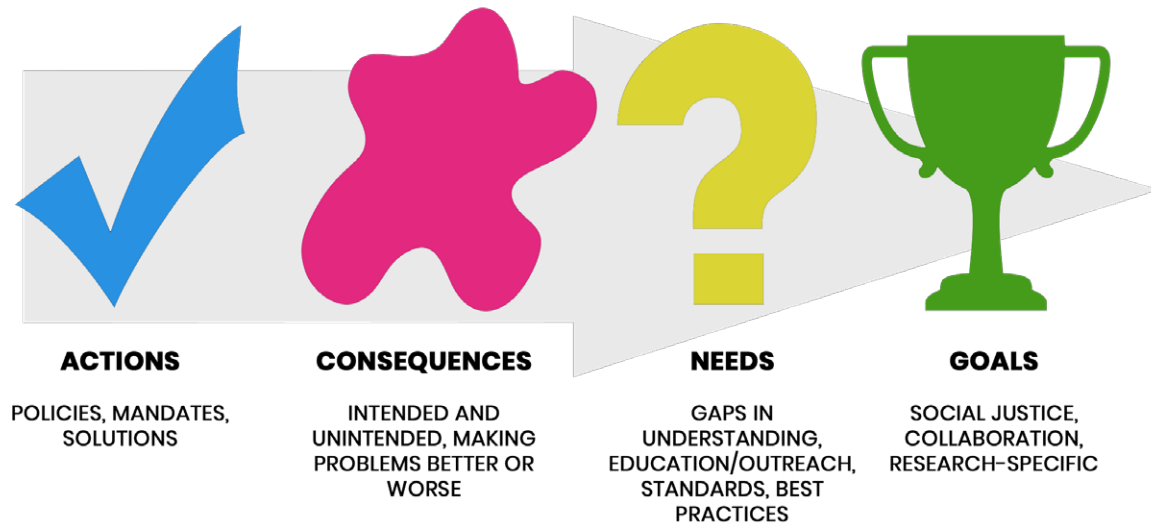 ACTIONS
POLICIES, MANDATES,
SOLUTIONS
CONSEQUENCES
INTENDED AND
UNINTENDED, MAKING
PROBLEMS BETTER OR
WORSE
NEEDS
GAPS IN
UNDERSTANDING,
EDUCATION/OUTREACH,
STANDARDS, BEST
PRACTICES
GOALS
SOCIAL JUSTICE,
COLLABORATION,
RESEARCH-SPECIFIC